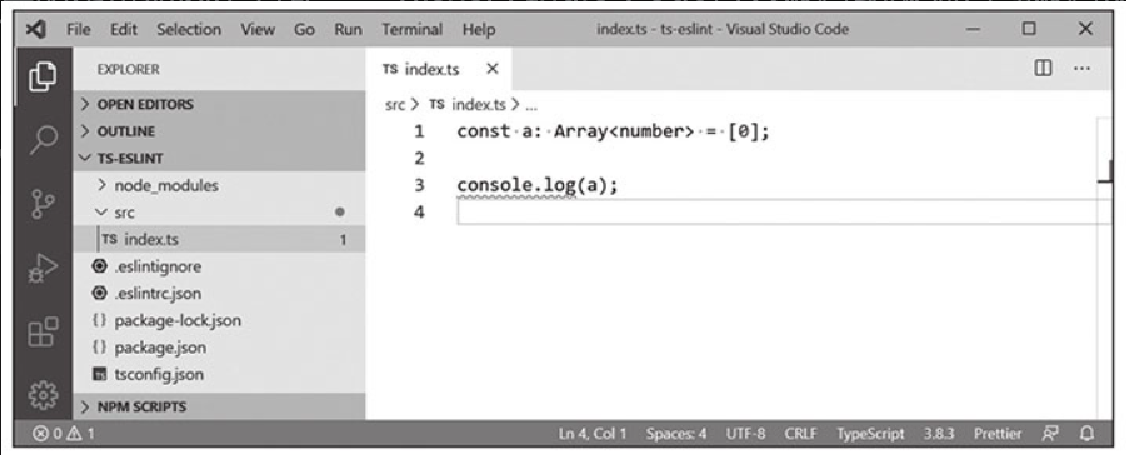 File Edit Selection View Go Run Terminal Help index.ts - ts-eslint - Visual Studio Code
EXPLORER
OPEN EDITORS
OUTLINE
TS-ESLINT
node_modules
src
TS index.ts 1
.eslintignore
.eslintrc.json
package-lock.json
package.json
tsconfig.json
NPM SCRIPTS
TS index.ts
src > TS index.ts > ...
1 const a: Array<number> = [0];
2
3 console.log(a);
4
0 1 Ln 4, Col 1 Spaces: 4 UTF-8 CRLF TypeScript 3.8.3 Prettier